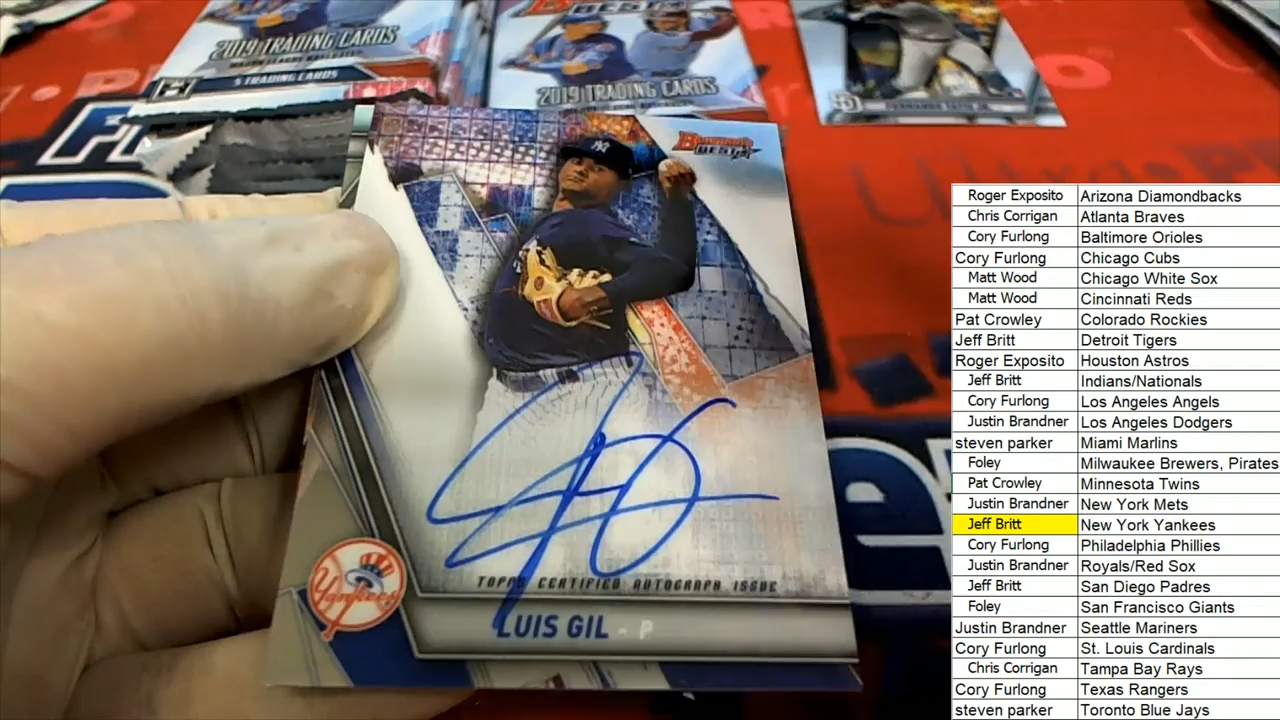 2019 TRADING CARDS
5 TRADING CARDS
BEST
2019 TRADING CARDS
FERNANDO TATIS JR.
Bowman's
BEST
NY
TOPPS CERTIFIED AUTOGRAPH ISSUE
Yankees
LUIS GIL - P
Roger Exposito Arizona Diamondbacks
Chris Corrigan Atlanta Braves
Cory Furlong Baltimore Orioles
Cory Furlong Chicago Cubs
Matt Wood Chicago White Sox
Matt Wood Cincinnati Reds
Pat Crowley Colorado Rockies
Jeff Britt Detroit Tigers
Roger Exposito Houston Astros
Jeff Britt Indians/Nationals
Cory Furlong Los Angeles Angels
Justin Brandner Los Angeles Dodgers
steven parker Miami Marlins
Foley Milwaukee Brewers, Pirates
Pat Crowley Minnesota Twins
Justin Brandner New York Mets
Jeff Britt New York Yankees
Cory Furlong Philadelphia Phillies
Justin Brandner Royals/Red Sox
Jeff Britt San Diego Padres
Foley San Francisco Giants
Justin Brandner Seattle Mariners
Cory Furlong St. Louis Cardinals
Chris Corrigan Tampa Bay Rays
Cory Furlong Texas Rangers
steven parker Toronto Blue Jays